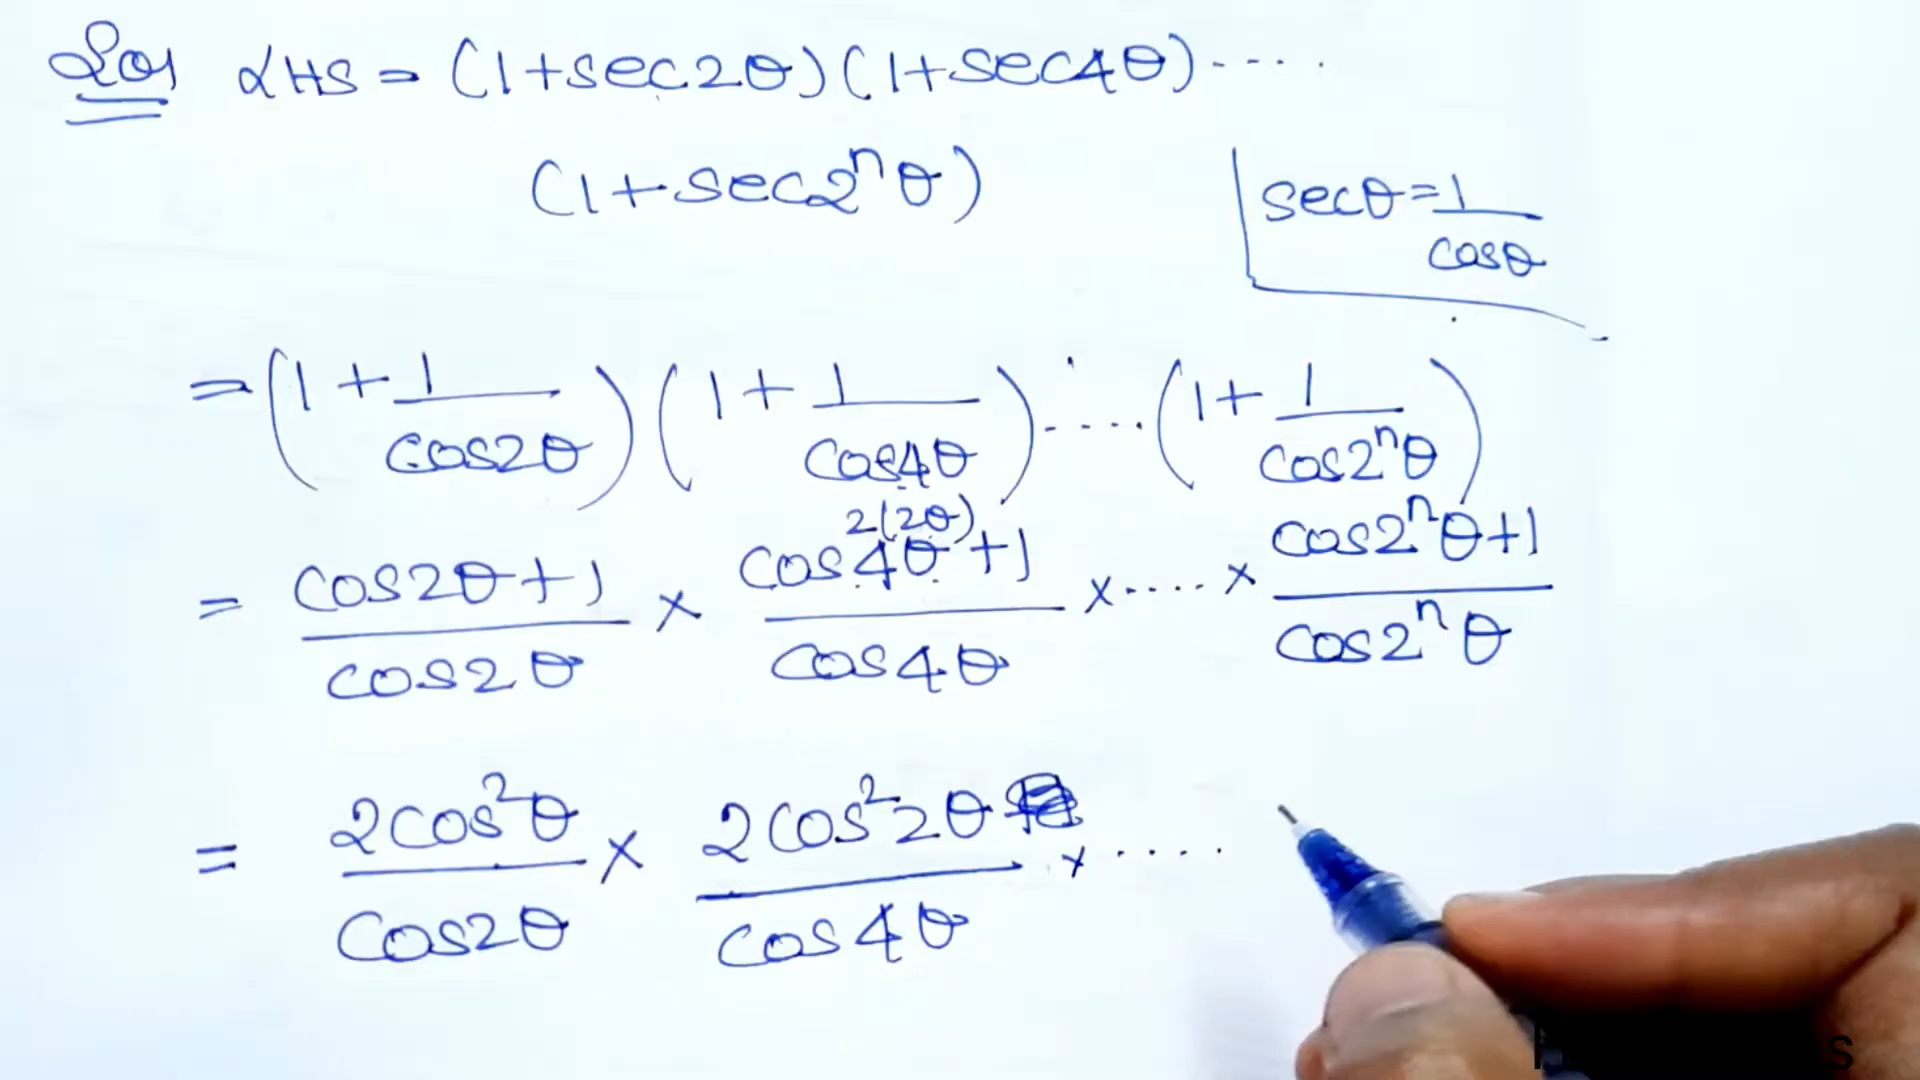 Sol LHS = (1+sec2θ)(1+sec4θ)....
(1+sec2ⁿθ)
secθ = 1/cosθ
= (1 + 1/cos2θ)(1 + 1/cos4θ)....(1 + 1/cos2ⁿθ)
2(2θ)
= cos2θ+1/cos2θ × cos4θ+1/cos4θ × .... × cos2ⁿθ+1/cos2ⁿθ
= 2cos²θ/cos2θ × 2cos²2θ/cos4θ × ....